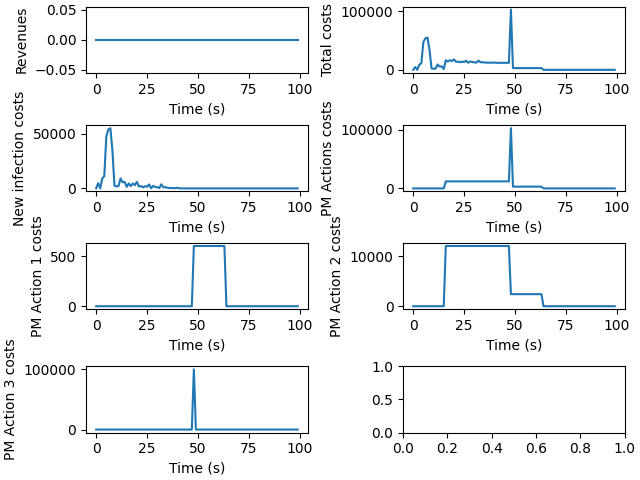 Revenues
0.05
0.00
−0.05
0 25 50 75 100
Time (s)
Total costs
100000
0
0 25 50 75 100
Time (s)
New infection costs
50000
0
0 25 50 75 100
Time (s)
PM Actions costs
100000
0
0 25 50 75 100
Time (s)
PM Action 1 costs
500
0
0 25 50 75 100
Time (s)
PM Action 2 costs
10000
0
0 25 50 75 100
Time (s)
PM Action 3 costs
100000
0
0 25 50 75 100
Time (s)
1.0
0.5
0.0
0.0 0.2 0.4 0.6 0.8 1.0